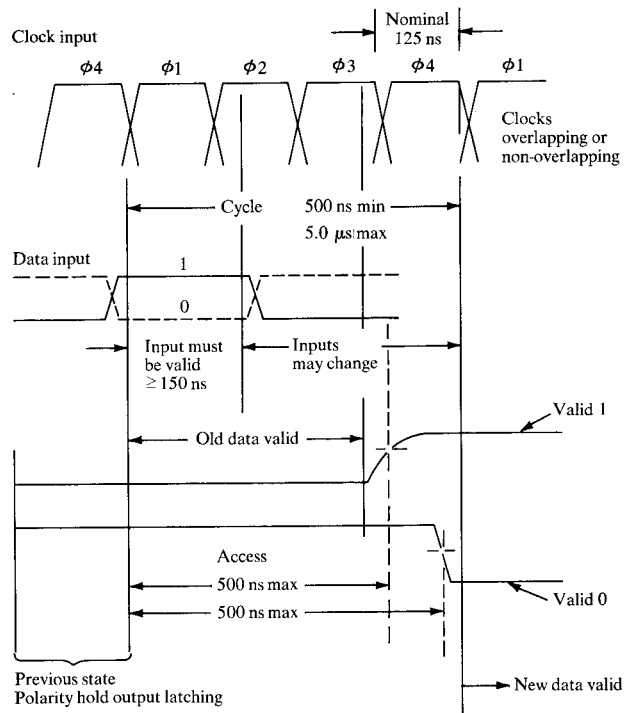 Nominal
125 ns
Clock input
ϕ4 ϕ1 ϕ2 ϕ3 ϕ4 ϕ1
Clocks
overlapping or
non-overlapping
Cycle 500 ns min
5.0 μs max
Data input
1
0
Input must
be valid
≥ 150 ns
Inputs
may change
Valid 1
Old data valid
Access
500 ns max
500 ns max
Valid 0
Previous state
Polarity hold output latching
New data valid